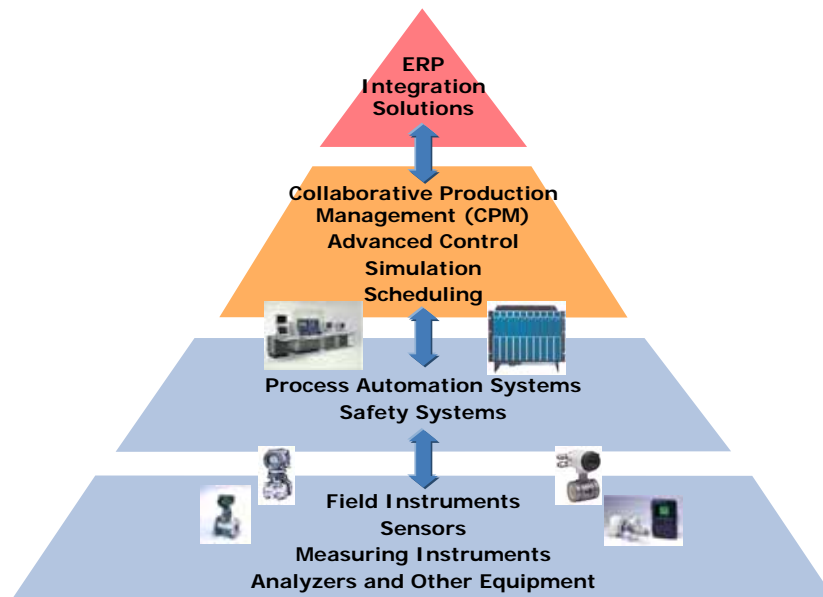 ERP
Integration
Solutions
Collaborative Production
Management (CPM)
Advanced Control
Simulation
Scheduling
Process Automation Systems
Safety Systems
Field Instruments
Sensors
Measuring Instruments
Analyzers and Other Equipment